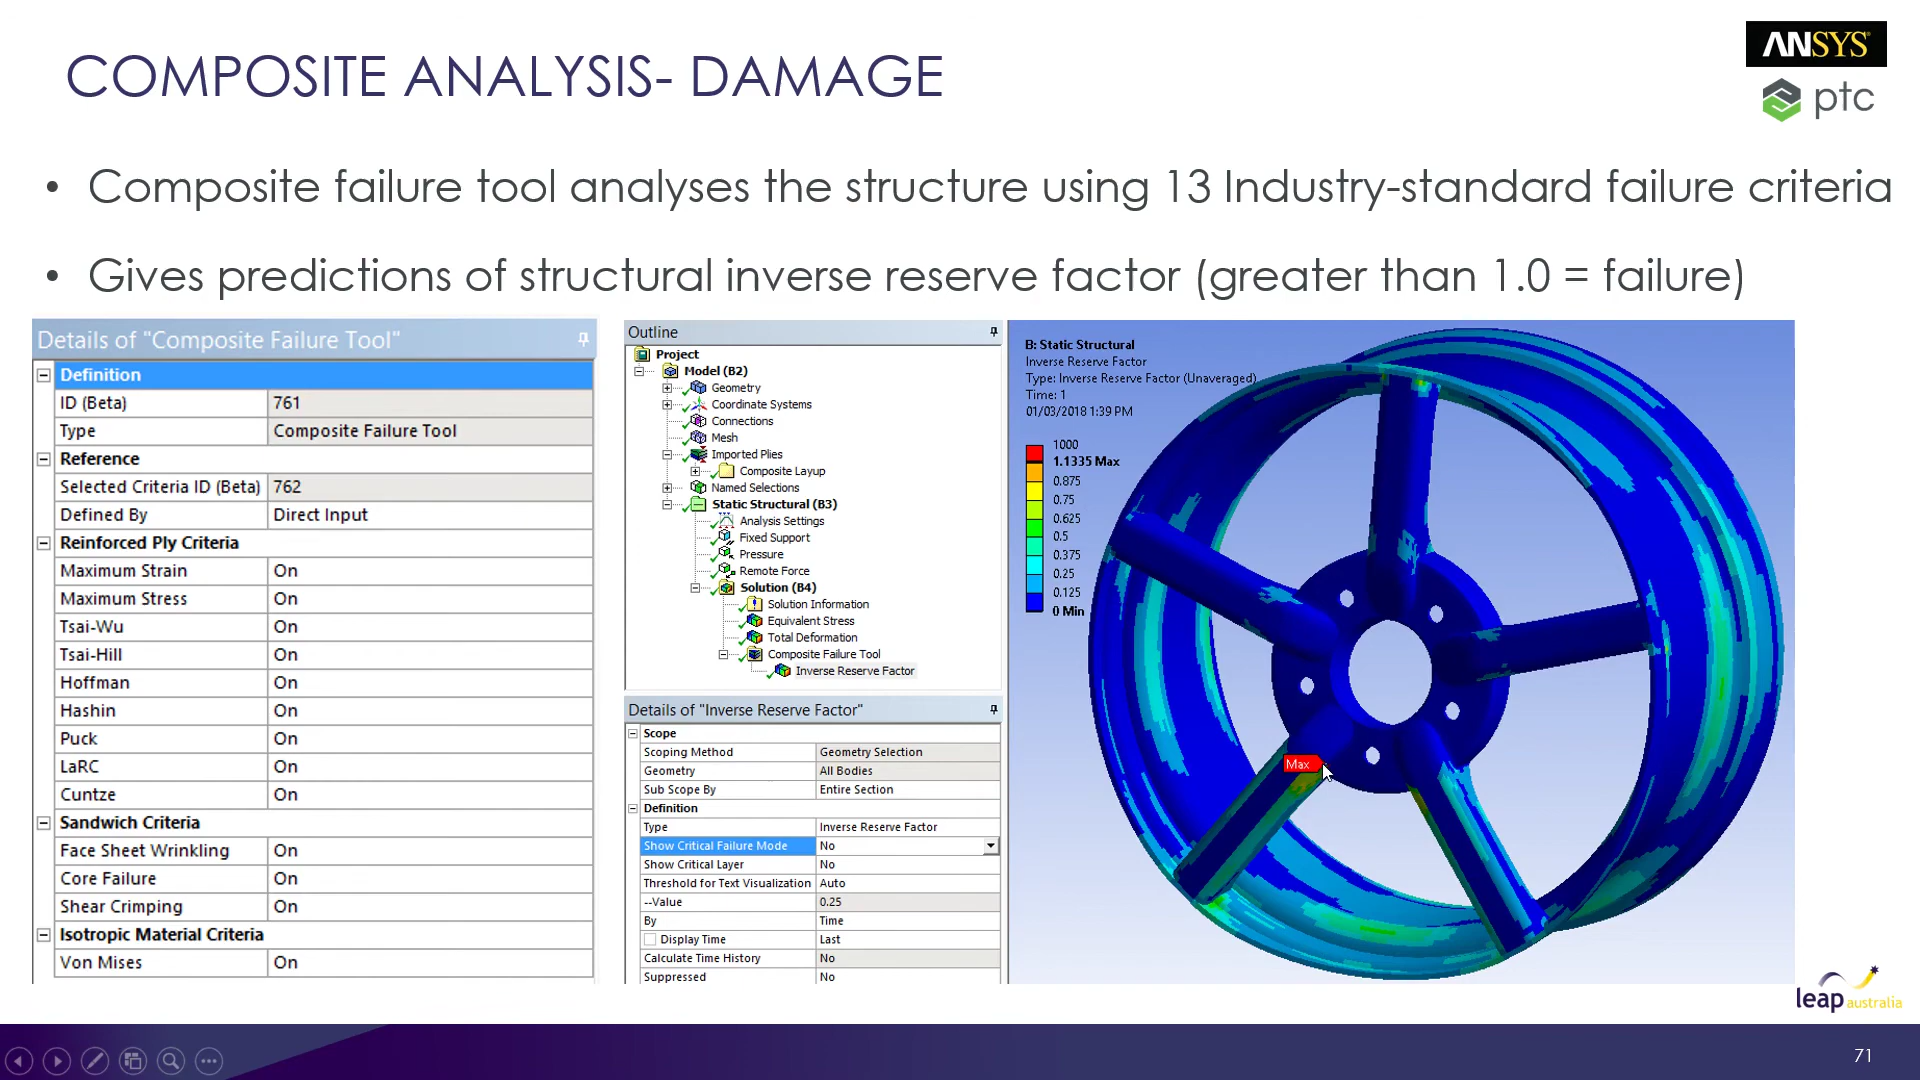 COMPOSITE ANALYSIS- DAMAGE
ANSYS
ptc
• Composite failure tool analyses the structure using 13 Industry-standard failure criteria
• Gives predictions of structural inverse reserve factor (greater than 1.0 = failure)
Details of "Composite Failure Tool"
Definition
ID (Beta) 761
Type Composite Failure Tool
Reference
Selected Criteria ID (Beta) 762
Defined By Direct Input
Reinforced Ply Criteria
Maximum Strain On
Maximum Stress On
Tsai-Wu On
Tsai-Hill On
Hoffman On
Hashin On
Puck On
LaRC On
Cuntze On
Sandwich Criteria
Face Sheet Wrinkling On
Core Failure On
Shear Crimping On
Isotropic Material Criteria
Von Mises On
Outline
Project
Model (B2)
Geometry
Coordinate Systems
Connections
Mesh
Imported Plies
Composite Layup
Named Selections
Static Structural (B3)
Analysis Settings
Fixed Support
Pressure
Remote Force
Solution (B4)
Solution Information
Equivalent Stress
Total Deformation
Composite Failure Tool
Inverse Reserve Factor
Details of "Inverse Reserve Factor"
Scope
Scoping Method Geometry Selection
Geometry All Bodies
Sub Scope By Entire Section
Definition
Type Inverse Reserve Factor
Show Critical Failure Mode No
Show Critical Layer No
Threshold for Text Visualization Auto
--Value 0.25
By Time
Display Time Last
Calculate Time History No
Suppressed No
B: Static Structural
Inverse Reserve Factor
Type: Inverse Reserve Factor (Unaveraged)
Time: 1
01/03/2018 1:39 PM
1000
1.1335 Max
0.875
0.75
0.625
0.5
0.375
0.25
0.125
0 Min
Max
leap australia
71